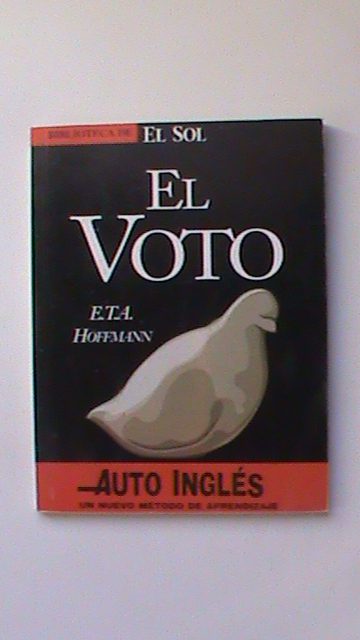 BIBLIOTECA DE EL SOL
EL
VOTO
E.T.A.
HOFFMANN
AUTO INGLÉS
UN NUEVO MÉTODO DE APRENDIZAJE